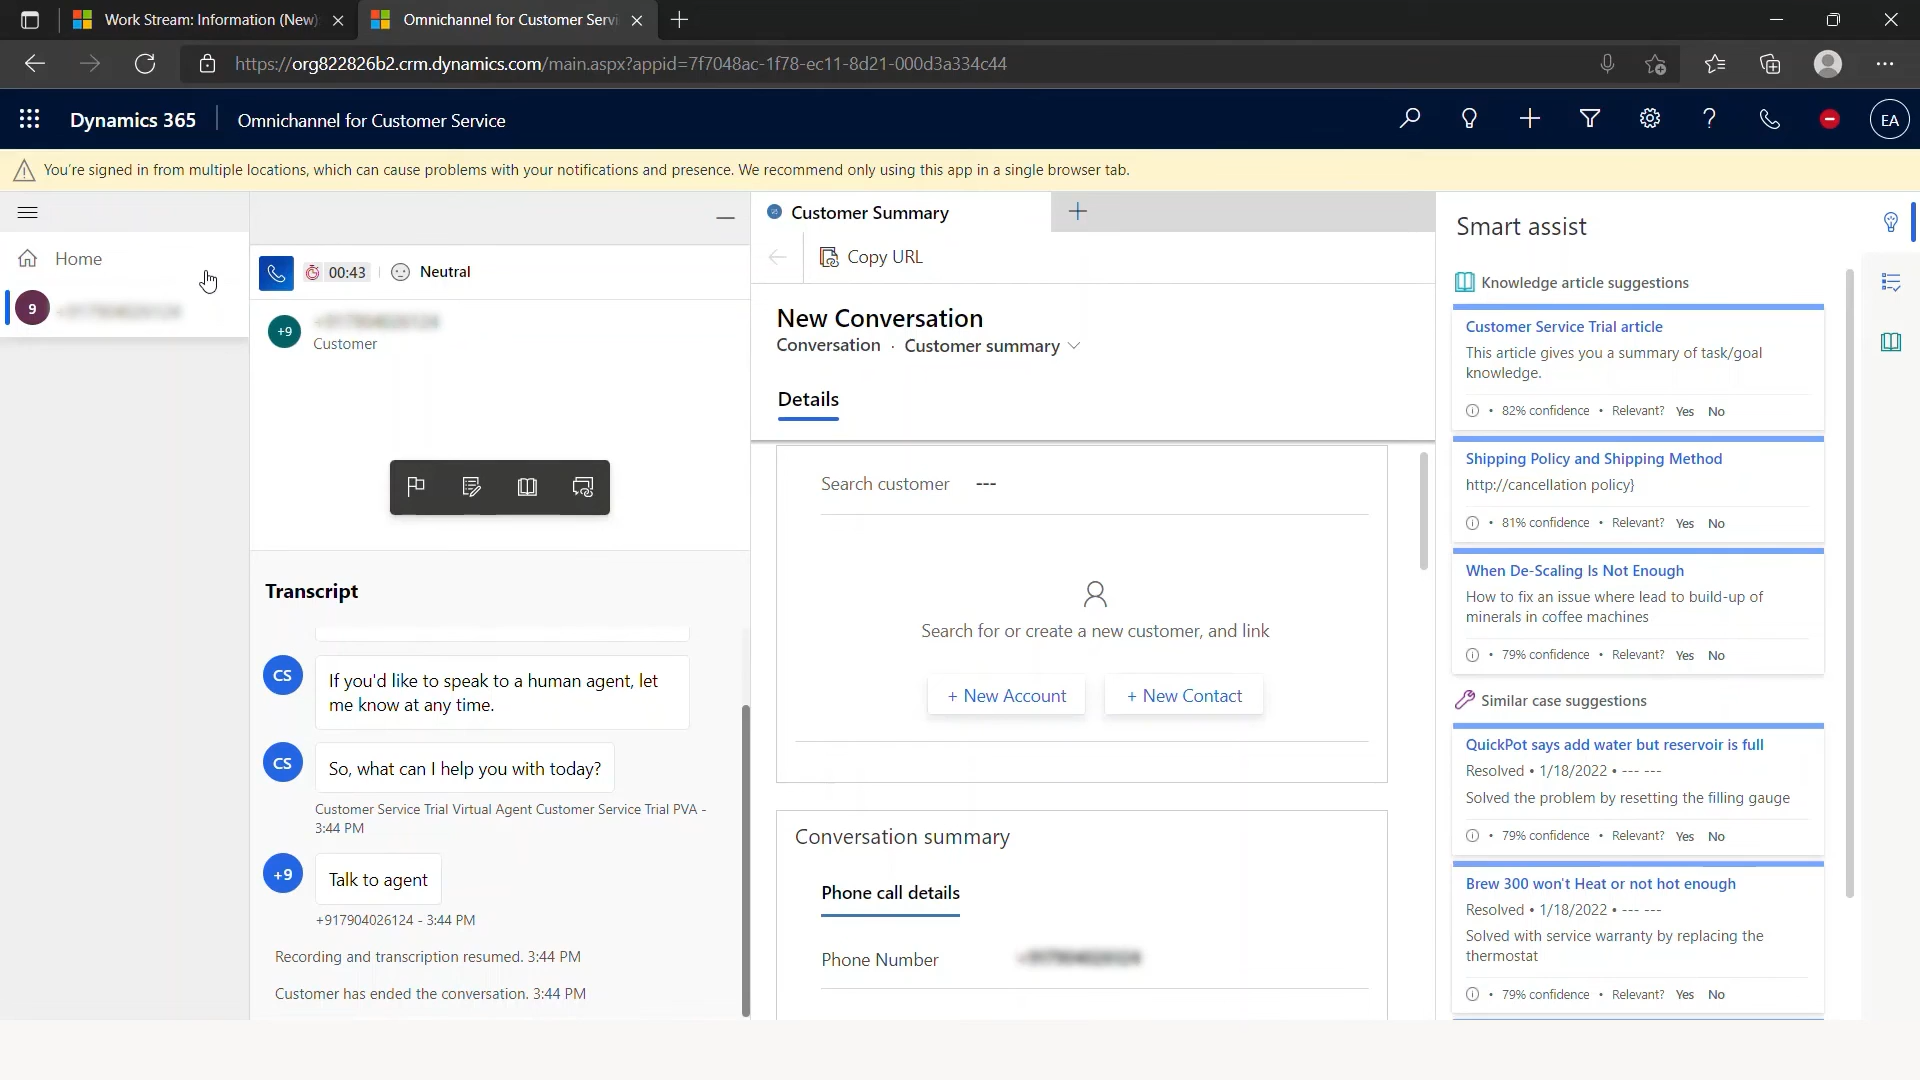 Work Stream: Information (New)
Omnichannel for Customer Servi
https://org822826b2.crm.dynamics.com/main.aspx?appid=7f7048ac-1f78-ec11-8d21-000d3a334c44
Dynamics 365
Omnichannel for Customer Service
EA
You're signed in from multiple locations, which can cause problems with your notifications and presence. We recommend only using this app in a single browser tab.
Home
9
00:43
Neutral
+9
Customer
Transcript
CS
If you'd like to speak to a human agent, let
me know at any time.
CS
So, what can I help you with today?
Customer Service Trial Virtual Agent Customer Service Trial PVA -
3:44 PM
+9
Talk to agent
+917904026124 - 3:44 PM
Recording and transcription resumed. 3:44 PM
Customer has ended the conversation. 3:44 PM
Customer Summary
Copy URL
New Conversation
Conversation · Customer summary
Details
Search customer ---
Search for or create a new customer, and link
+ New Account
+ New Contact
Conversation summary
Phone call details
Phone Number
Smart assist
Knowledge article suggestions
Customer Service Trial article
This article gives you a summary of task/goal
knowledge.
• 82% confidence • Relevant? Yes No
Shipping Policy and Shipping Method
http://cancellation policy}
• 81% confidence • Relevant? Yes No
When De-Scaling Is Not Enough
How to fix an issue where lead to build-up of
minerals in coffee machines
• 79% confidence • Relevant? Yes No
Similar case suggestions
QuickPot says add water but reservoir is full
Resolved • 1/18/2022 • --- ---
Solved the problem by resetting the filling gauge
• 79% confidence • Relevant? Yes No
Brew 300 won't Heat or not hot enough
Resolved • 1/18/2022 • --- ---
Solved with service warranty by replacing the
thermostat
• 79% confidence • Relevant? Yes No